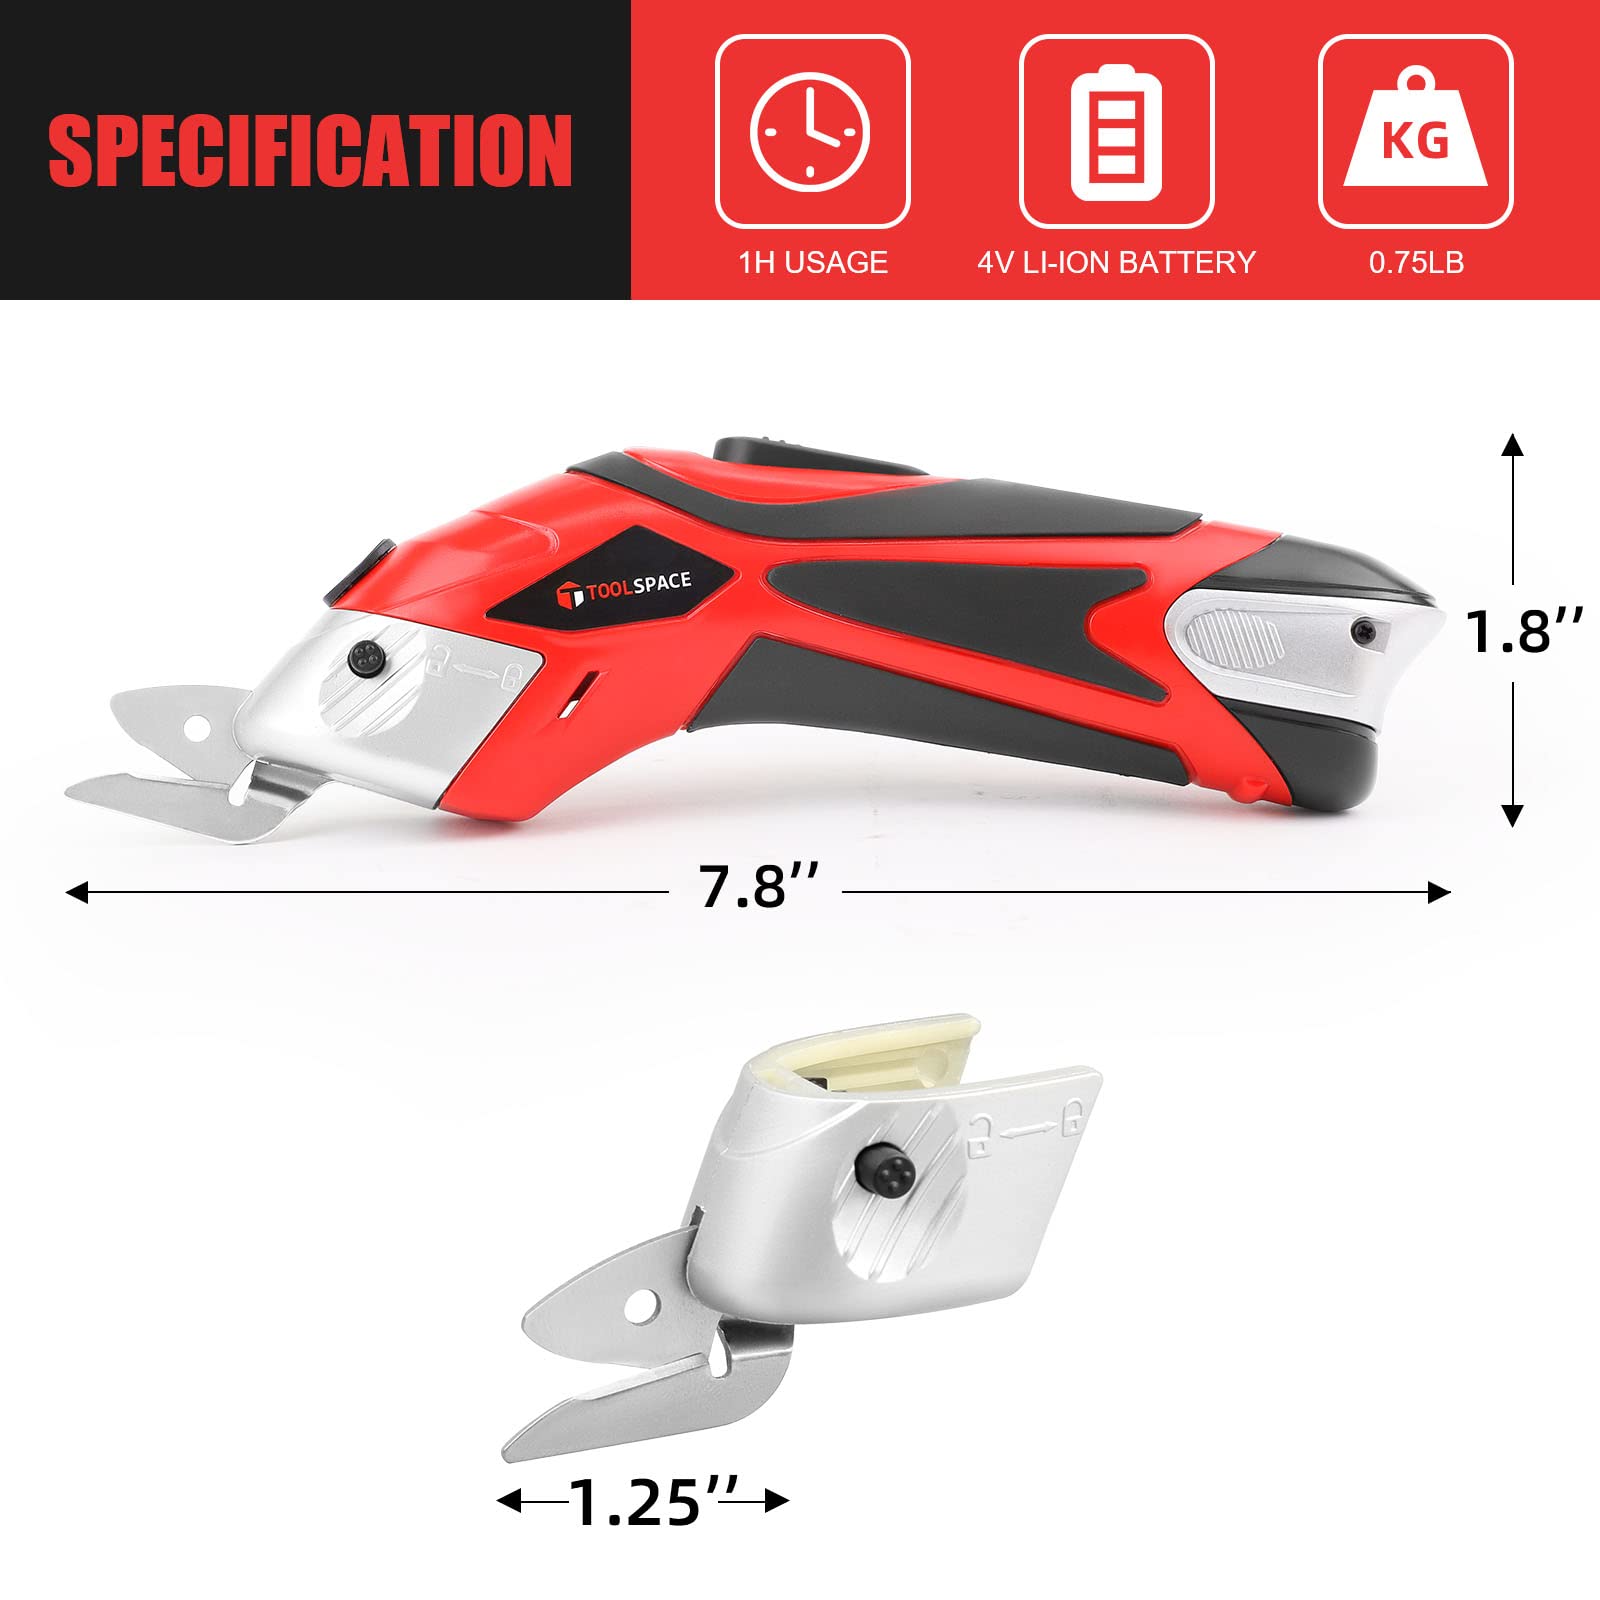 SPECIFICATION
KG
1H USAGE
4V LI-ION BATTERY
0.75LB
TOOLSPACE
1.8’’
7.8’’
1.25’’